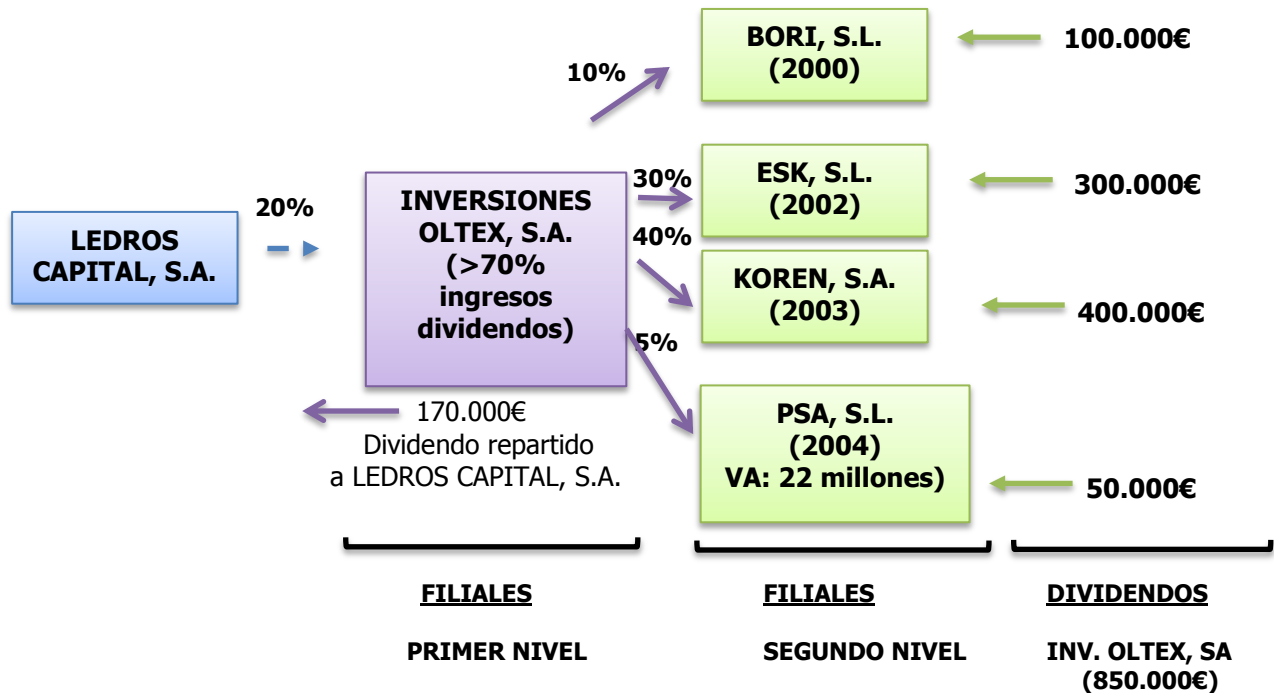 LEDROS
CAPITAL, S.A.
20%
INVERSIONES
OLTEX, S.A.
(>70%
ingresos
dividendos)
170.000€
Dividendo repartido
a LEDROS CAPITAL, S.A.
10%
30%
40%
5%
BORI, S.L.
(2000)
100.000€
ESK, S.L.
(2002)
300.000€
KOREN, S.A.
(2003)
400.000€
PSA, S.L.
(2004)
VA: 22 millones)
50.000€
FILIALES
PRIMER NIVEL
FILIALES
SEGUNDO NIVEL
DIVIDENDOS
INV. OLTEX, SA
(850.000€)